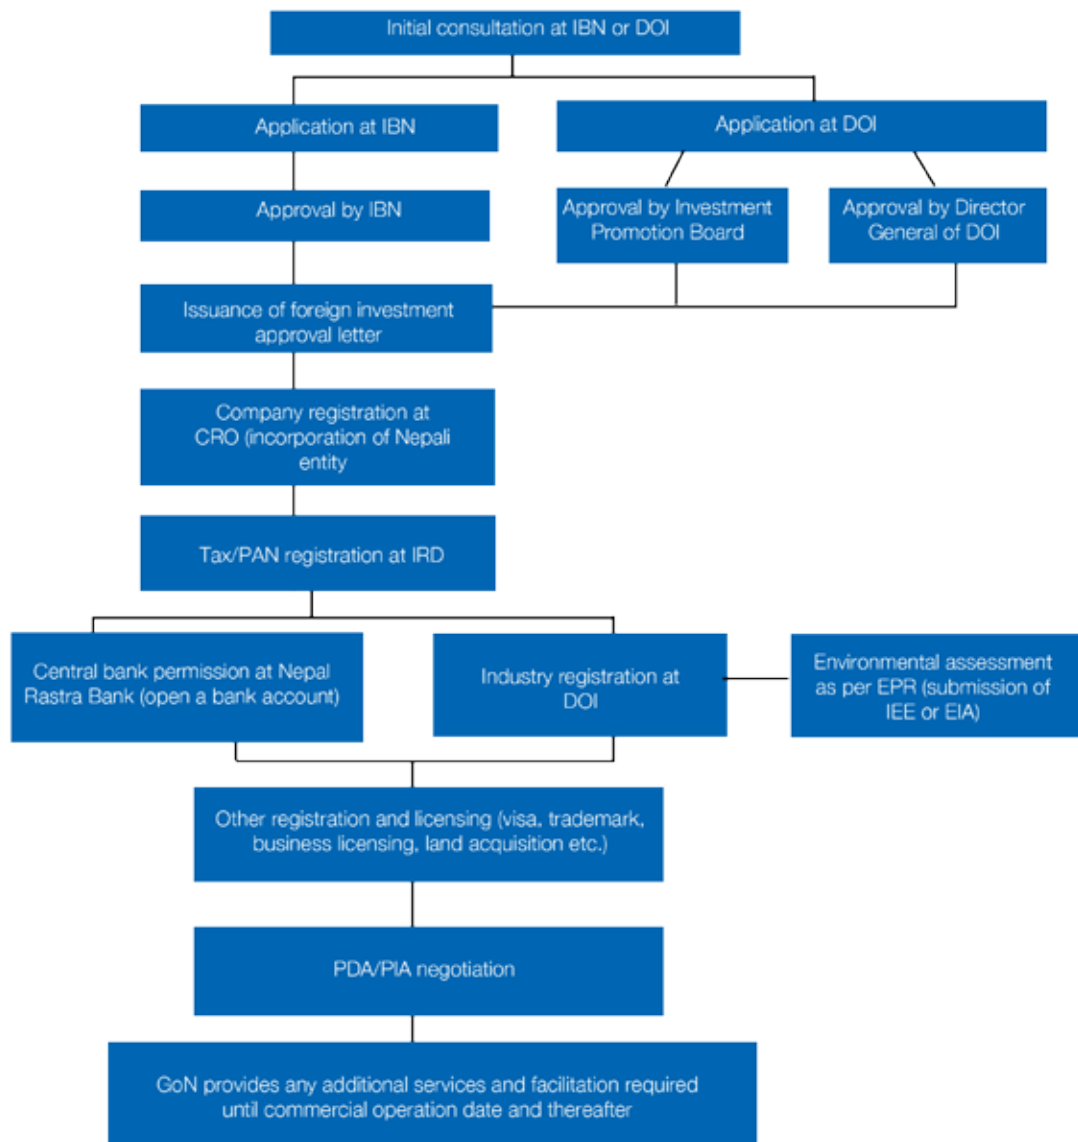 Initial consultation at IBN or DOI
Application at IBN
Application at DOI
Approval by IBN
Approval by Investment
Promotion Board
Approval by Director
General of DOI
Issuance of foreign investment
approval letter
Company registration at
CRO (incorporation of Nepali
entity
Tax/PAN registration at IRD
Central bank permission at Nepal
Rastra Bank (open a bank account)
Industry registration at
DOI
Environmental assessment
as per EPR (submission of
IEE or EIA)
Other registration and licensing (visa, trademark,
business licensing, land acquisition etc.)
PDA/PIA negotiation
GoN provides any additional services and facilitation required
until commercial operation date and thereafter